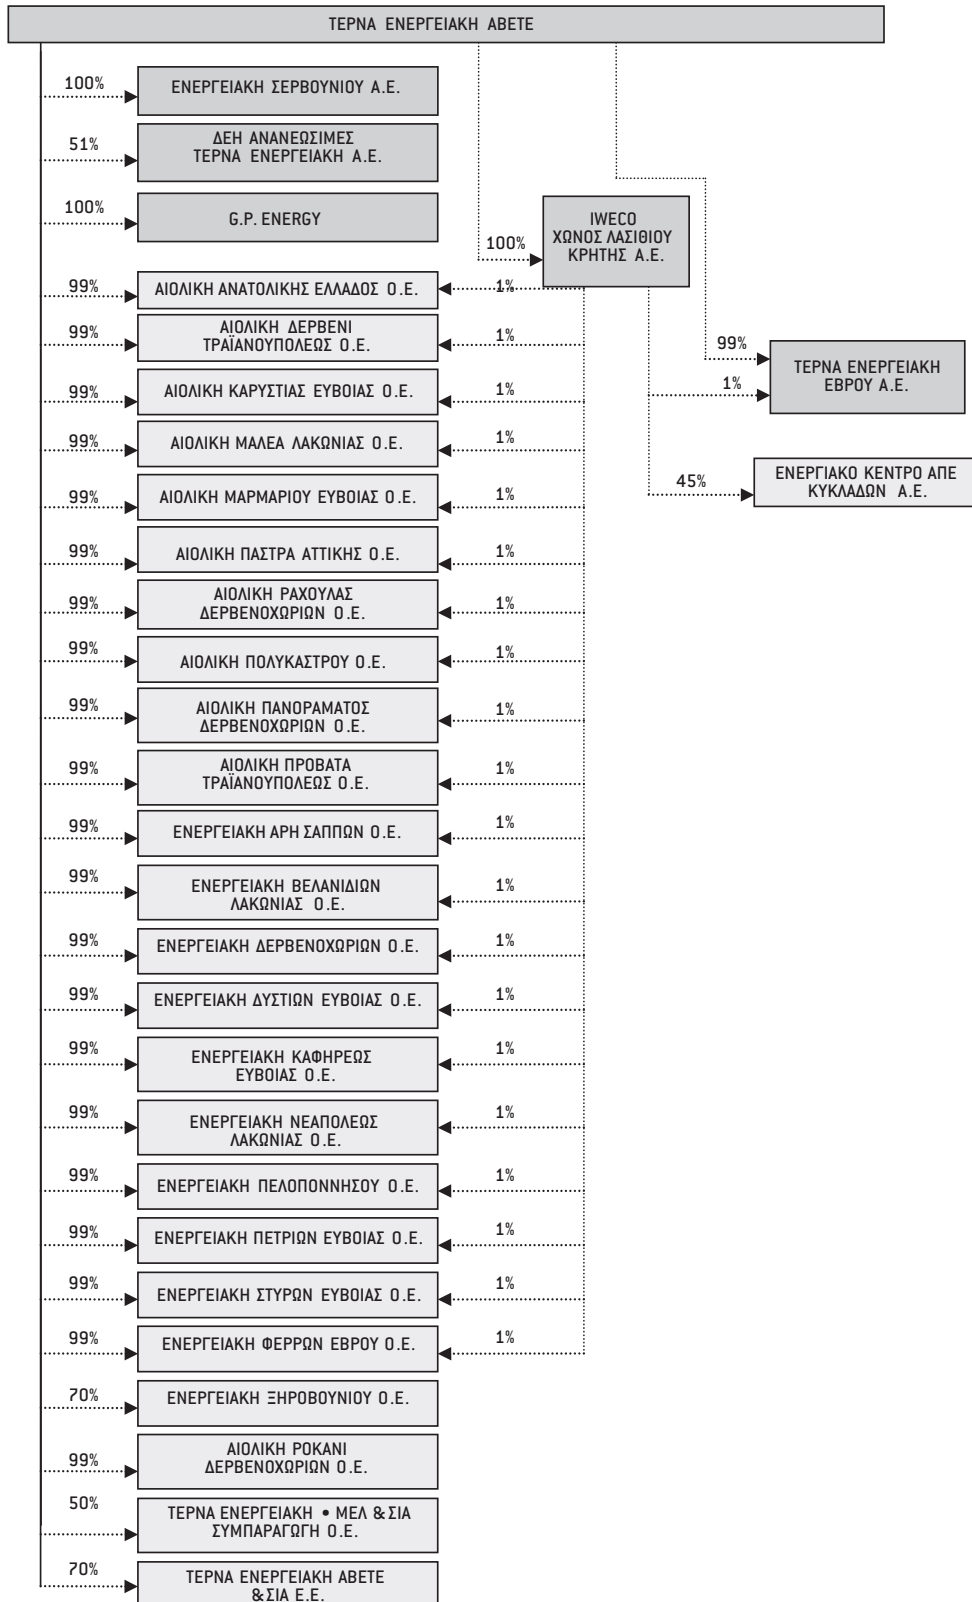 ΤΕΡΝΑ ΕΝΕΡΓΕΙΑΚΗ ΑΒΕΤΕ
100%
ΕΝΕΡΓΕΙΑΚΗ ΣΕΡΒΟΥΝΙΟΥ Α.Ε.
51%
ΔΕΗ ΑΝΑΝΕΩΣΙΜΕΣ
ΤΕΡΝΑ ΕΝΕΡΓΕΙΑΚΗ Α.Ε.
100%
G.P. ENERGY
100%
IWECO
ΧΩΝΟΣ ΛΑΣΙΘΙΟΥ
ΚΡΗΤΗΣ Α.Ε.
99%
ΑΙΟΛΙΚΗ ΑΝΑΤΟΛΙΚΗΣ ΕΛΛΑΔΟΣ Ο.Ε.
1%
99%
ΑΙΟΛΙΚΗ ΔΕΡΒΕΝΙ
ΤΡΑΪΑΝΟΥΠΟΛΕΩΣ Ο.Ε.
1%
99%
1%
ΤΕΡΝΑ ΕΝΕΡΓΕΙΑΚΗ
ΕΒΡΟΥ Α.Ε.
99%
ΑΙΟΛΙΚΗ ΚΑΡΥΣΤΙΑΣ ΕΥΒΟΙΑΣ Ο.Ε.
1%
99%
ΑΙΟΛΙΚΗ ΜΑΛΕΑ ΛΑΚΩΝΙΑΣ Ο.Ε.
1%
45%
ΕΝΕΡΓΙΑΚΟ ΚΕΝΤΡΟ ΑΠΕ
ΚΥΚΛΑΔΩΝ Α.Ε.
99%
ΑΙΟΛΙΚΗ ΜΑΡΜΑΡΙΟΥ ΕΥΒΟΙΑΣ Ο.Ε.
1%
99%
ΑΙΟΛΙΚΗ ΠΑΣΤΡΑ ΑΤΤΙΚΗΣ Ο.Ε.
1%
99%
ΑΙΟΛΙΚΗ ΡΑΧΟΥΛΑΣ
ΔΕΡΒΕΝΟΧΩΡΙΩΝ Ο.Ε.
1%
99%
ΑΙΟΛΙΚΗ ΠΟΛΥΚΑΣΤΡΟΥ Ο.Ε.
1%
99%
ΑΙΟΛΙΚΗ ΠΑΝΟΡΑΜΑΤΟΣ
ΔΕΡΒΕΝΟΧΩΡΙΩΝ Ο.Ε.
1%
99%
ΑΙΟΛΙΚΗ ΠΡΟΒΑΤΑ
ΤΡΑΪΑΝΟΥΠΟΛΕΩΣ Ο.Ε.
1%
99%
ΕΝΕΡΓΕΙΑΚΗ ΑΡΗ ΣΑΠΠΩΝ Ο.Ε.
1%
99%
ΕΝΕΡΓΕΙΑΚΗ ΒΕΛΑΝΙΔΙΩΝ
ΛΑΚΩΝΙΑΣ Ο.Ε.
1%
99%
ΕΝΕΡΓΕΙΑΚΗ ΔΕΡΒΕΝΟΧΩΡΙΩΝ Ο.Ε.
1%
99%
ΕΝΕΡΓΕΙΑΚΗ ΔΥΣΤΙΩΝ ΕΥΒΟΙΑΣ Ο.Ε.
1%
99%
ΕΝΕΡΓΕΙΑΚΗ ΚΑΦΗΡΕΩΣ
ΕΥΒΟΙΑΣ Ο.Ε.
1%
99%
ΕΝΕΡΓΕΙΑΚΗ ΝΕΑΠΟΛΕΩΣ
ΛΑΚΩΝΙΑΣ Ο.Ε.
1%
99%
ΕΝΕΡΓΕΙΑΚΗ ΠΕΛΟΠΟΝΝΗΣΟΥ Ο.Ε.
1%
99%
ΕΝΕΡΓΕΙΑΚΗ ΠΕΤΡΙΩΝ ΕΥΒΟΙΑΣ Ο.Ε.
1%
99%
ΕΝΕΡΓΕΙΑΚΗ ΣΤΥΡΩΝ ΕΥΒΟΙΑΣ Ο.Ε.
1%
99%
ΕΝΕΡΓΕΙΑΚΗ ΦΕΡΡΩΝ ΕΒΡΟΥ Ο.Ε.
1%
70%
ΕΝΕΡΓΕΙΑΚΗ ΞΗΡΟΒΟΥΝΙΟΥ Ο.Ε.
99%
ΑΙΟΛΙΚΗ ΡΟΚΑΝΙ
ΔΕΡΒΕΝΟΧΩΡΙΩΝ Ο.Ε.
50%
ΤΕΡΝΑ ΕΝΕΡΓΕΙΑΚΗ • ΜΕΛ & ΣΙΑ
ΣΥΜΠΑΡΑΓΩΓΗ Ο.Ε.
70%
ΤΕΡΝΑ ΕΝΕΡΓΕΙΑΚΗ ΑΒΕΤΕ
& ΣΙΑ Ε.Ε.